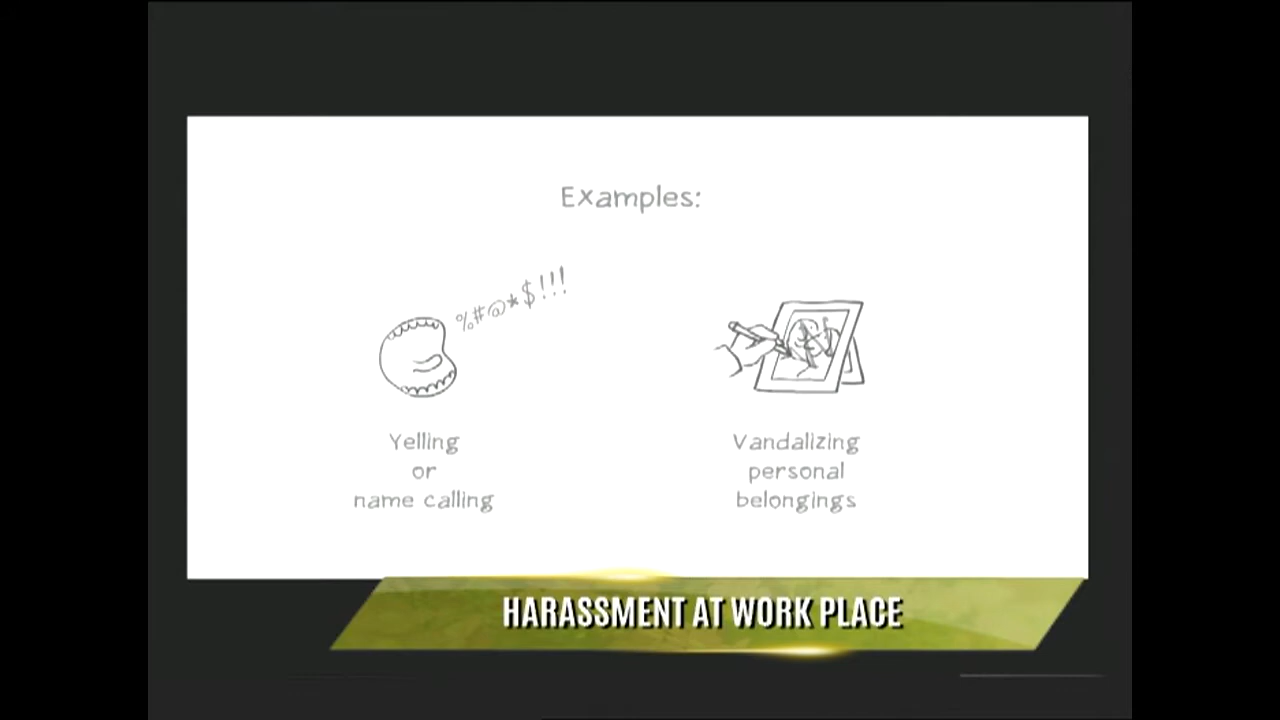 Examples:
%#@*$!!!
Yelling
or
name calling
Vandalizing
personal
belongings
HARASSMENT AT WORK PLACE